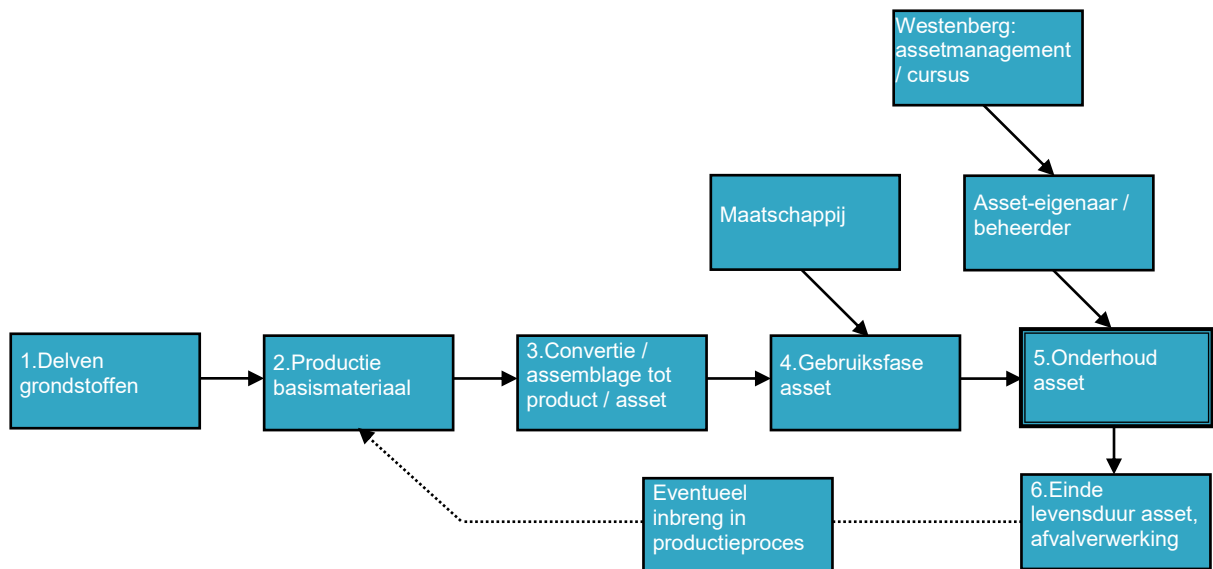 Westenberg:
assetmanagement
/ cursus
Maatschappij
Asset-eigenaar /
beheerder
1.Delven
grondstoffen
2.Productie
basismateriaal
3.Convertie /
assemblage tot
product / asset
4.Gebruiksfase
asset
5.Onderhoud
asset
Eventueel
inbreng in
productieproces
6.Einde
levensduur asset,
afvalverwerking